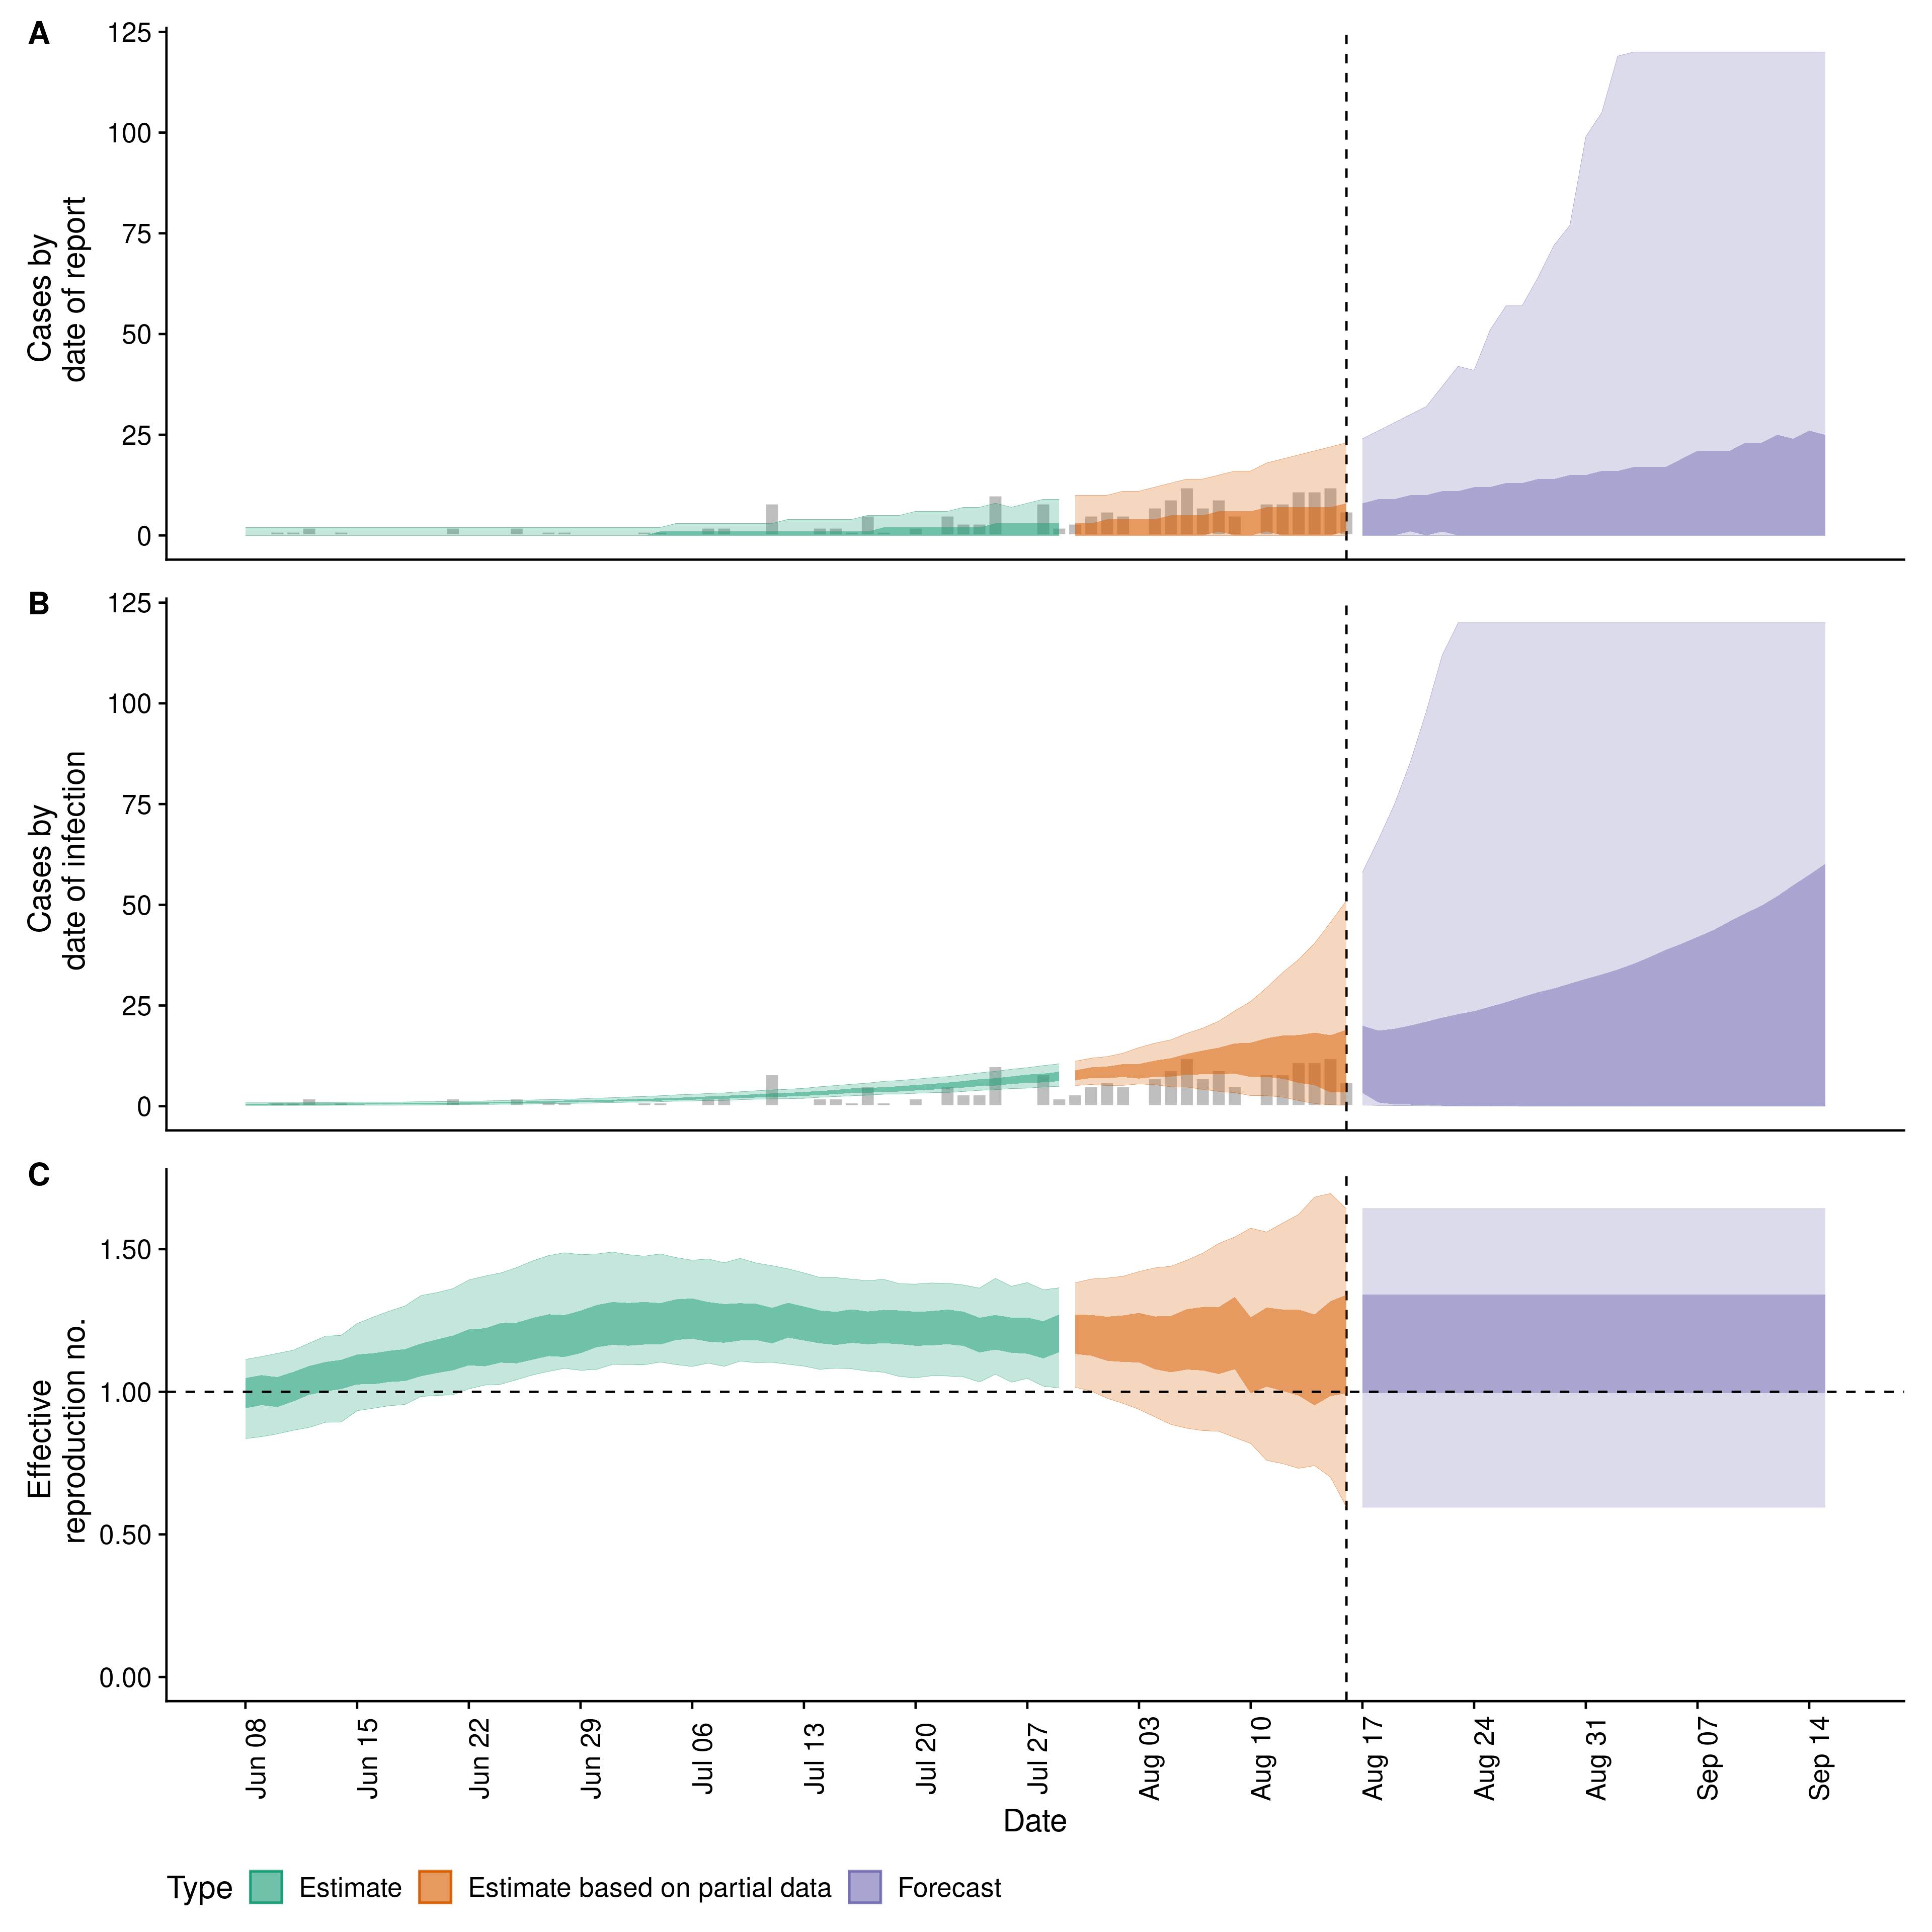 A
125
100
75
50
25
0
Cases by
date of report
B
125
100
75
50
25
0
Cases by
date of infection
C
1.50
1.00
0.50
0.00
Effective
reproduction no.
Jun 08
Jun 15
Jun 22
Jun 29
Jul 06
Jul 13
Jul 20
Jul 27
Aug 03
Aug 10
Aug 17
Aug 24
Aug 31
Sep 07
Sep 14
Date
Type Estimate Estimate based on partial data Forecast